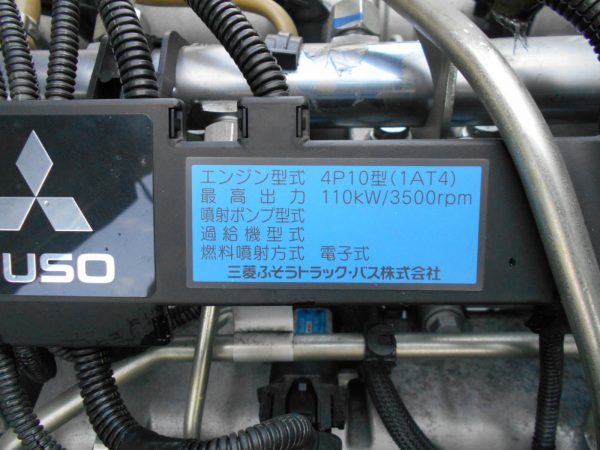 USO
エンジン型式 4P10型(1AT4)
最高出力 110kW/3500rpm
噴射ポンプ型式
過給機型式
燃料噴射方式 電子式
三菱ふそうトラック・バス株式会社